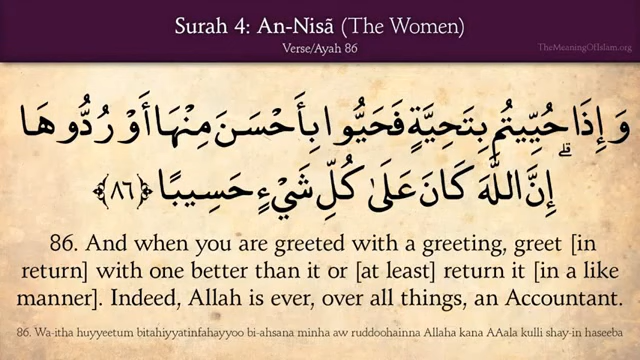 Surah 4: An-Nisã (The Women)
Verse/Ayah 86
TheMeaningOfIslam.org
وَإِذَا حُيِّيتُم بِتَحِيَّةٍ فَحَيُّوا بِأَحْسَنَ مِنْهَا أَوْ رُدُّوهَا ۗ
إِنَّ اللَّهَ كَانَ عَلَىٰ كُلِّ شَيْءٍ حَسِيبًا ﴿٨٦﴾
86. And when you are greeted with a greeting, greet [in
return] with one better than it or [at least] return it [in a like
manner]. Indeed, Allah is ever, over all things, an Accountant.
86. Wa-itha huyyeetum bitahiyyatinfahayyoo bi-ahsana minha aw ruddoohainna Allaha kana AAala kulli shay-in haseeba